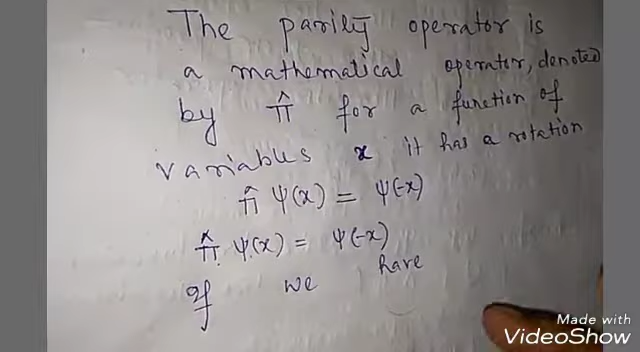 The parity operator is
a mathematical operator, denoted
by π̂ for a function of
variables x it has a rotation
π̂ ψ(x) = ψ(-x)
π̂ ψ(x) = ψ(-x)
If we have
Made with
VideoShow